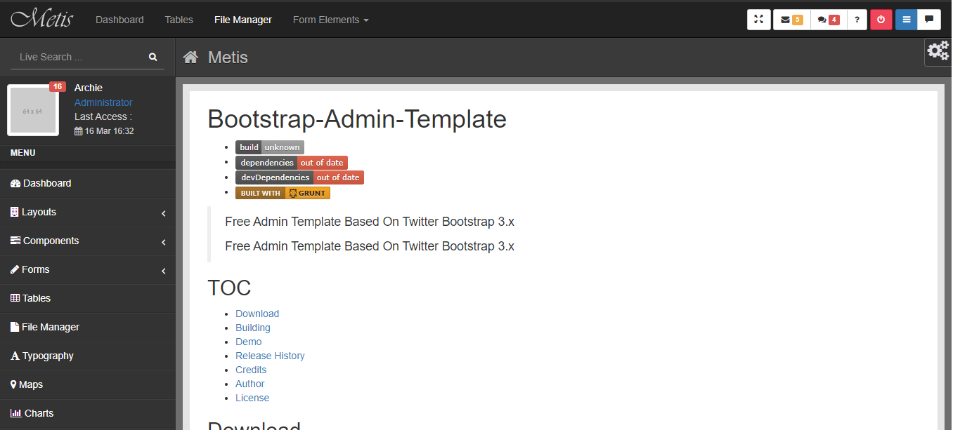 Metis Dashboard Tables File Manager Form Elements
4 ?
Live Search ...
Metis
16
Archie
Administrator
Last Access :
16 Mar 16:32
MENU
Dashboard
Layouts
Components
Forms
Tables
File Manager
Typography
Maps
Charts
Bootstrap-Admin-Template
build unknown
dependencies out of date
devDependencies out of date
BUILT WITH GRUNT
Free Admin Template Based On Twitter Bootstrap 3.x
Free Admin Template Based On Twitter Bootstrap 3.x
TOC
Download
Building
Demo
Release History
Credits
Author
License
Download